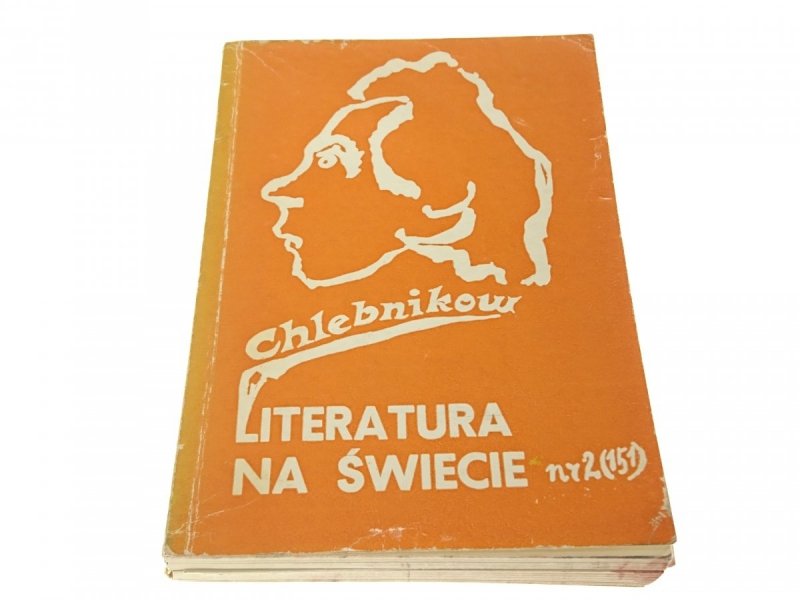 Chlebnikow
LITERATURA
NA ŚWIECIE nr 2 (151)